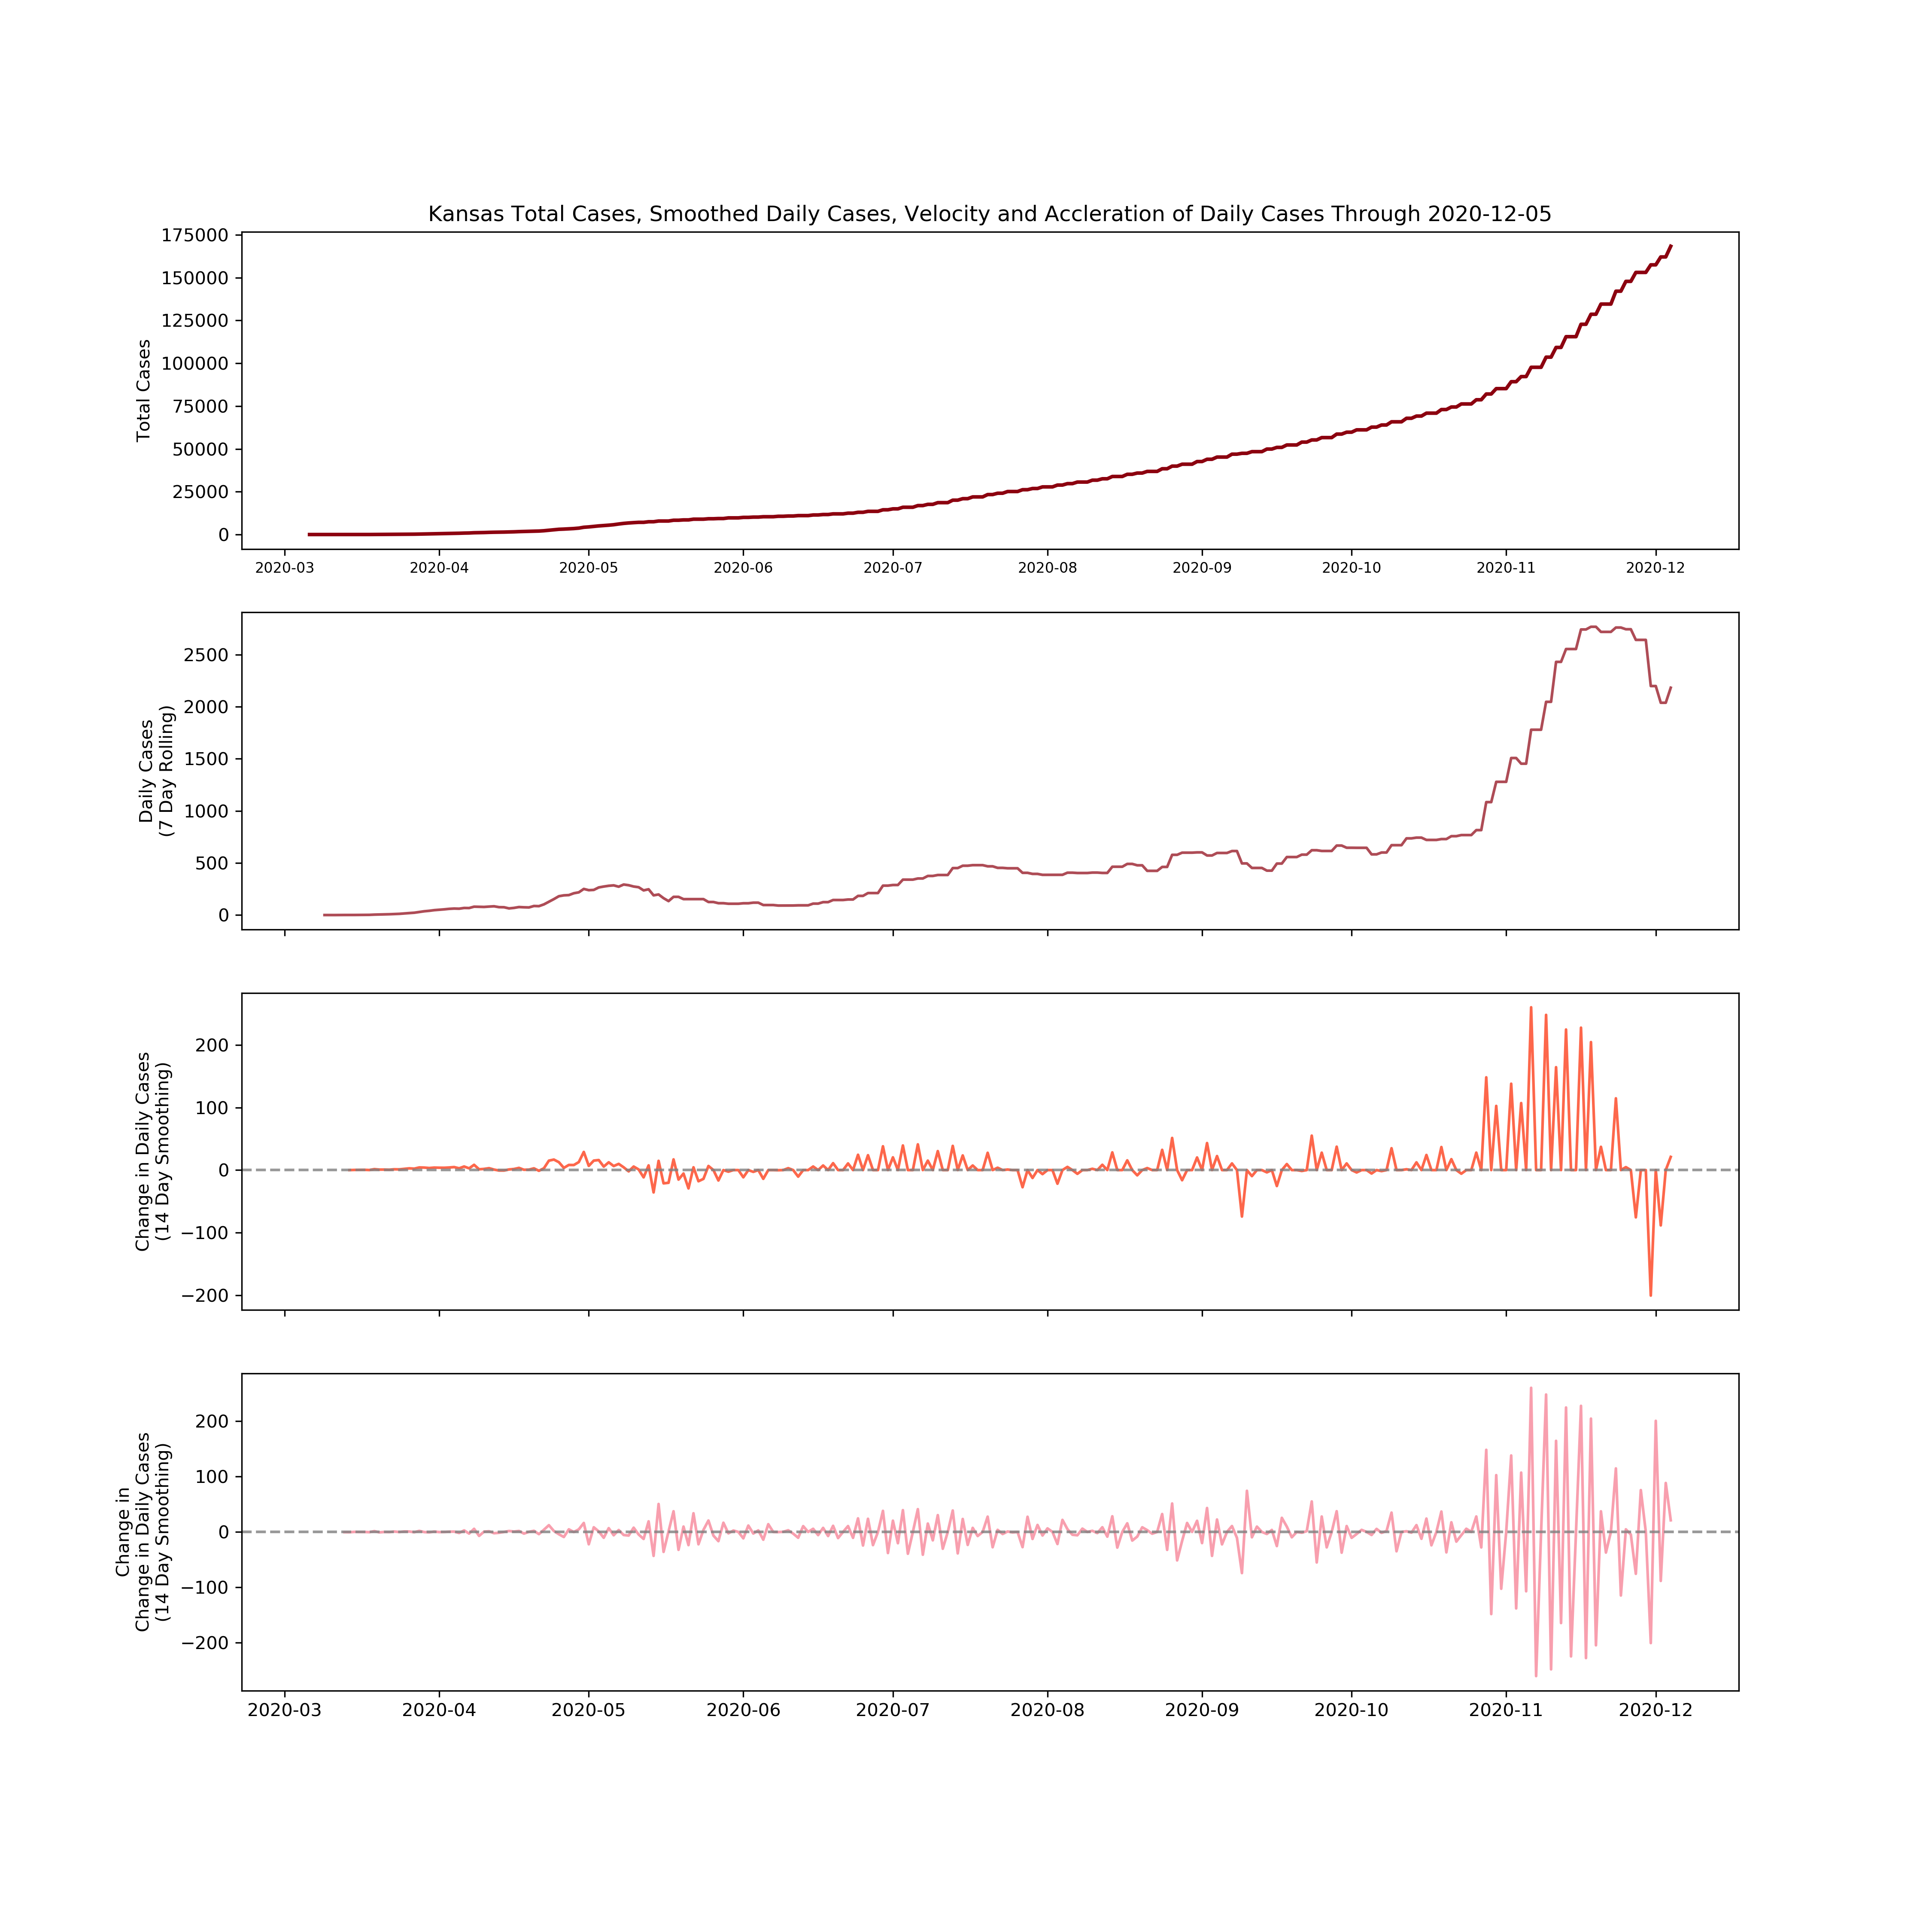 Kansas Total Cases, Smoothed Daily Cases, Velocity and Accleration of Daily Cases Through 2020-12-05
Total Cases
175000
150000
125000
100000
75000
50000
25000
0
2020-03 2020-04 2020-05 2020-06 2020-07 2020-08 2020-09 2020-10 2020-11 2020-12
Daily Cases
(7 Day Rolling)
2500
2000
1500
1000
500
0
Change in Daily Cases
(14 Day Smoothing)
200
100
0
−100
−200
Change in
Change in Daily Cases
(14 Day Smoothing)
200
100
0
−100
−200
2020-03 2020-04 2020-05 2020-06 2020-07 2020-08 2020-09 2020-10 2020-11 2020-12